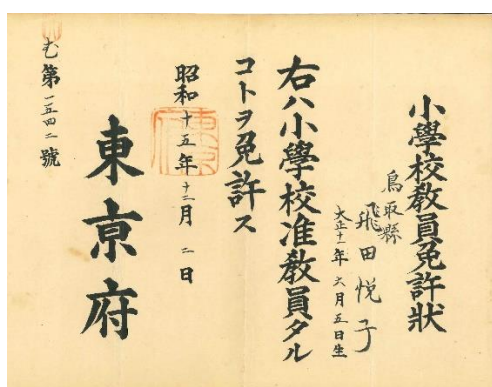 小學校教員免許狀
鳥取縣
飛田悦子
大正十一年六月五日生
右ハ小學校准教員タル
コトヲ免許ス
昭和十五年十二月二日
東京府
む第一五四二號